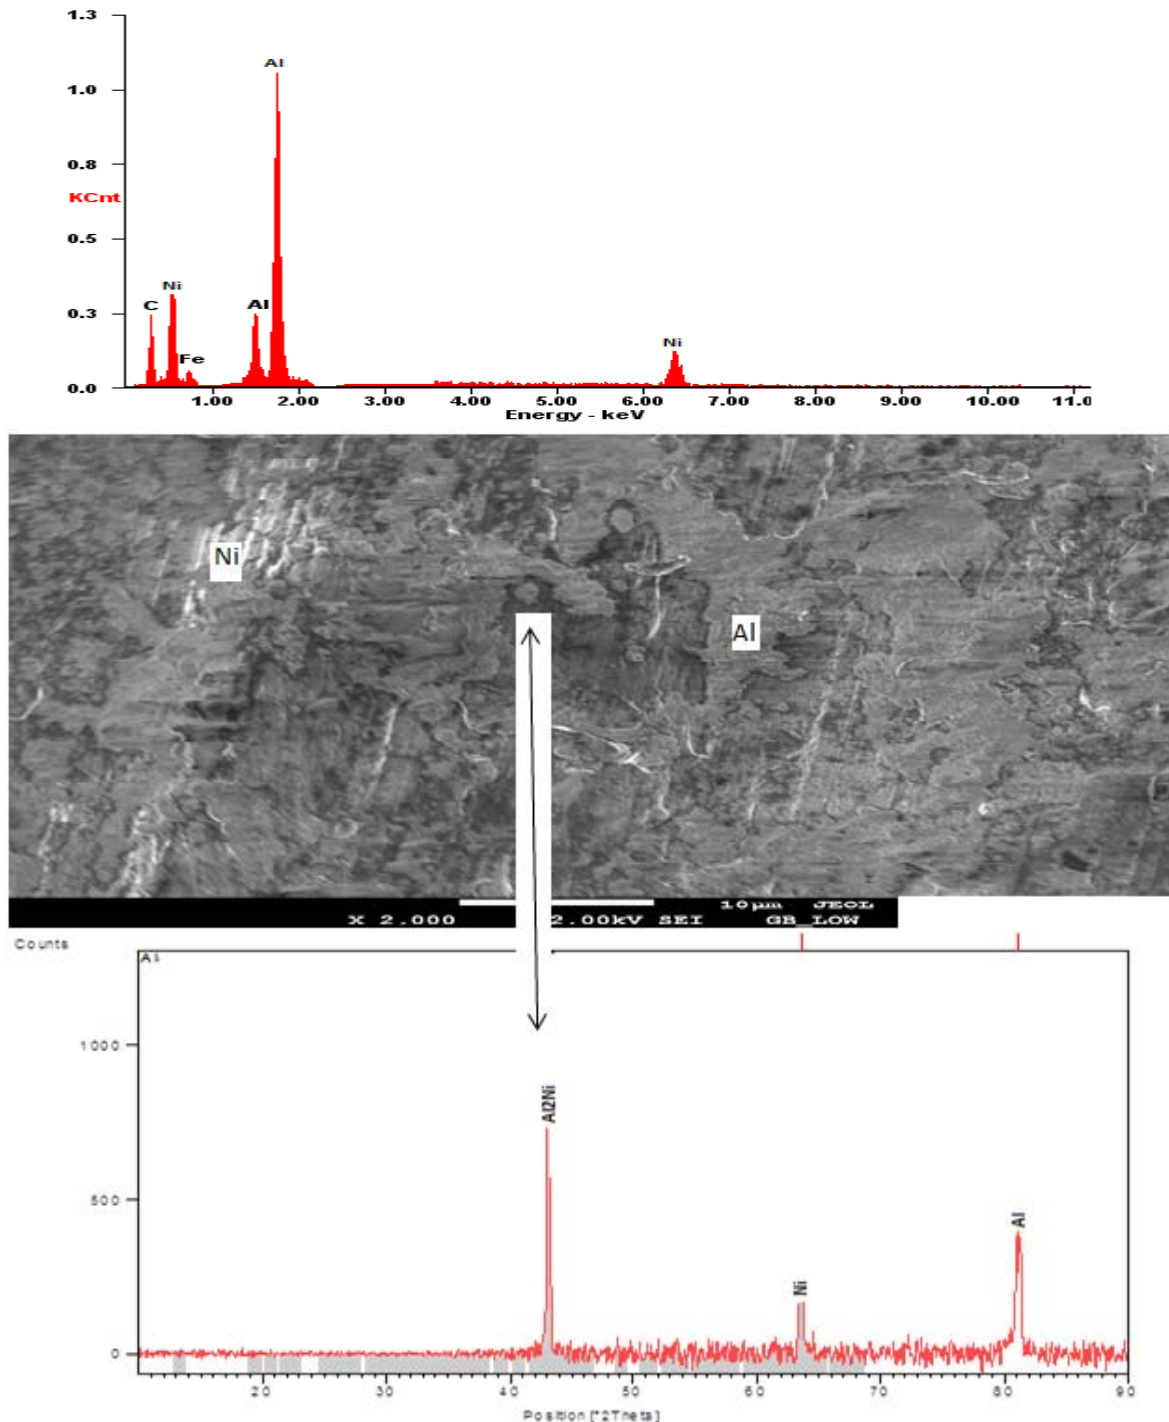 1.3
Al
1.0
0.8
KCnt
0.5
Ni
C
Al
0.3
Ni
Fe
0.0
1.00 2.00 3.00 4.00 5.00 6.00 7.00 8.00 9.00 10.00 11.0
Energy - keV
Ni
Al
10µm JEOL
X 2.000 2.00kV SEI GB_LOW
Counts
A1
1000
Al2Ni
500
Al
Ni
0
20 30 40 50 60 70 80 90
Position [°2Theta]